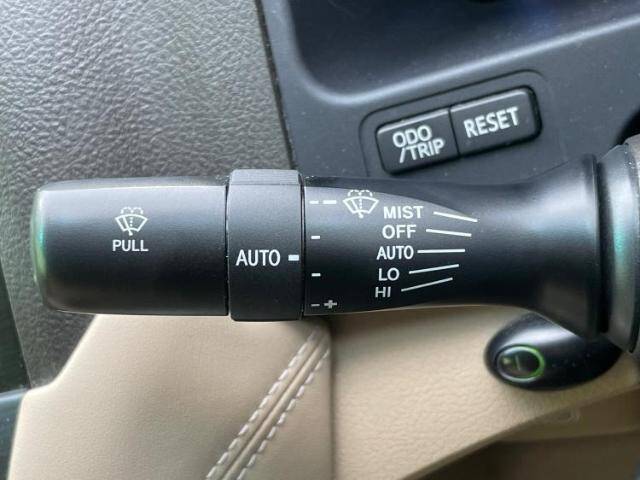 ODO
/TRIP
RESET
PULL
AUTO
- -
MIST
OFF
AUTO
LO
HI
- +